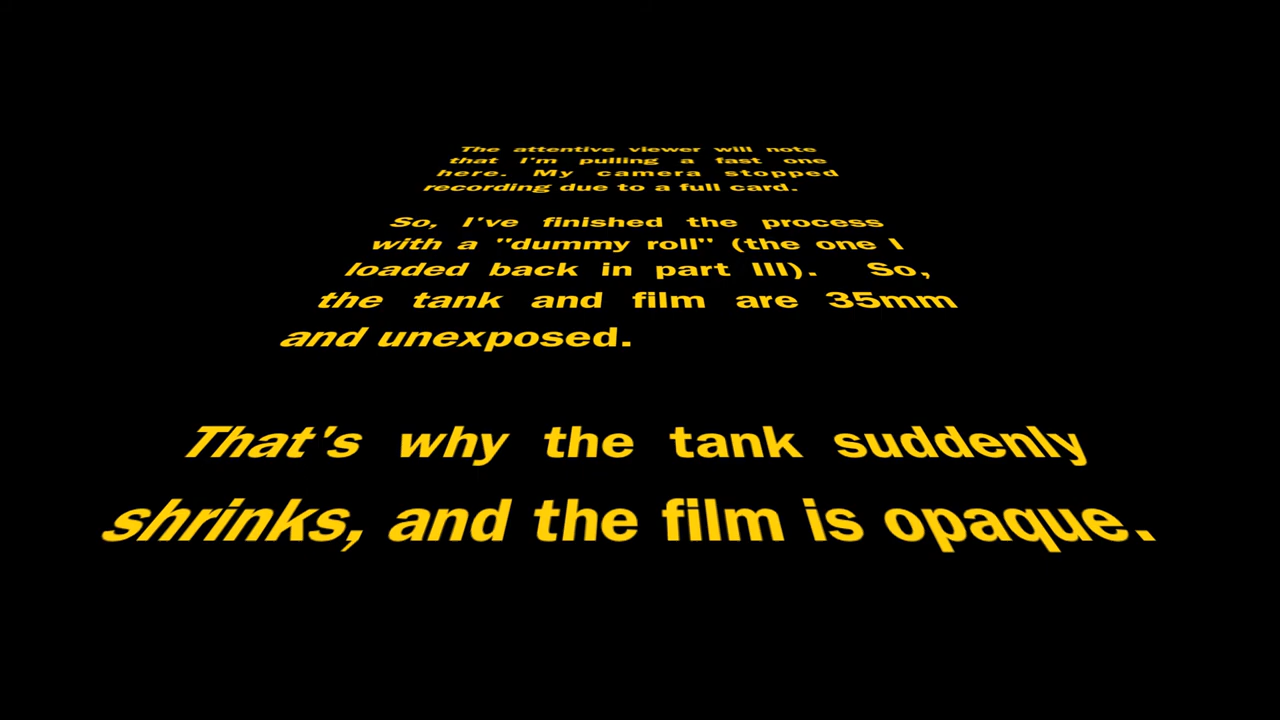 The attentive viewer will note
that I'm pulling a fast one
here. My camera stopped
recording due to a full card.
So, I've finished the process
with a "dummy roll" (the one I
loaded back in part III). So,
the tank and film are 35mm
and unexposed.
That's why the tank suddenly
shrinks, and the film is opaque.